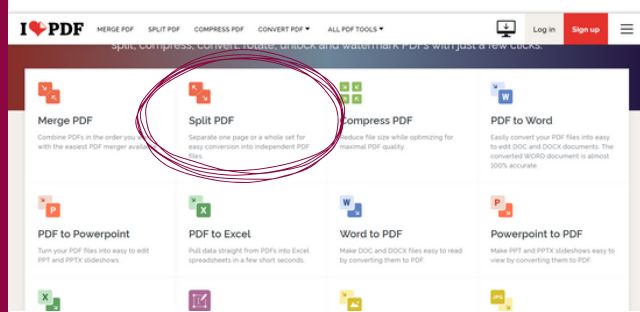 I PDF MERGE PDF SPLIT PDF COMPRESS PDF CONVERT PDF ALL PDF TOOLS Log in Sign up
split, compress, convert, rotate, unlock and watermark PDFs with just a few clicks.
Merge PDF
Combine PDFs in the order you
with the easiest PDF merger
Split PDF
Separate one page or a whole set for
easy conversion into independent PDF
files.
Compress PDF
Reduce file size while optimizing for
maximal PDF quality.
PDF to Word
Easily convert your PDF files into easy
to edit DOC and DOCX documents. The
converted WORD document is almost
100% accurate.
W
P
PDF to Powerpoint
Turn your PDF files into easy to edit
PPT and PPTX slideshows.
X
PDF to Excel
Pull data straight from PDFs into Excel
spreadsheets in a few short seconds.
W
Word to PDF
Make DOC and DOCX files easy to read
by converting them to PDF.
P
Powerpoint to PDF
Make PPT and PPTX slideshows easy to
view by converting them to PDF.
X
JPG